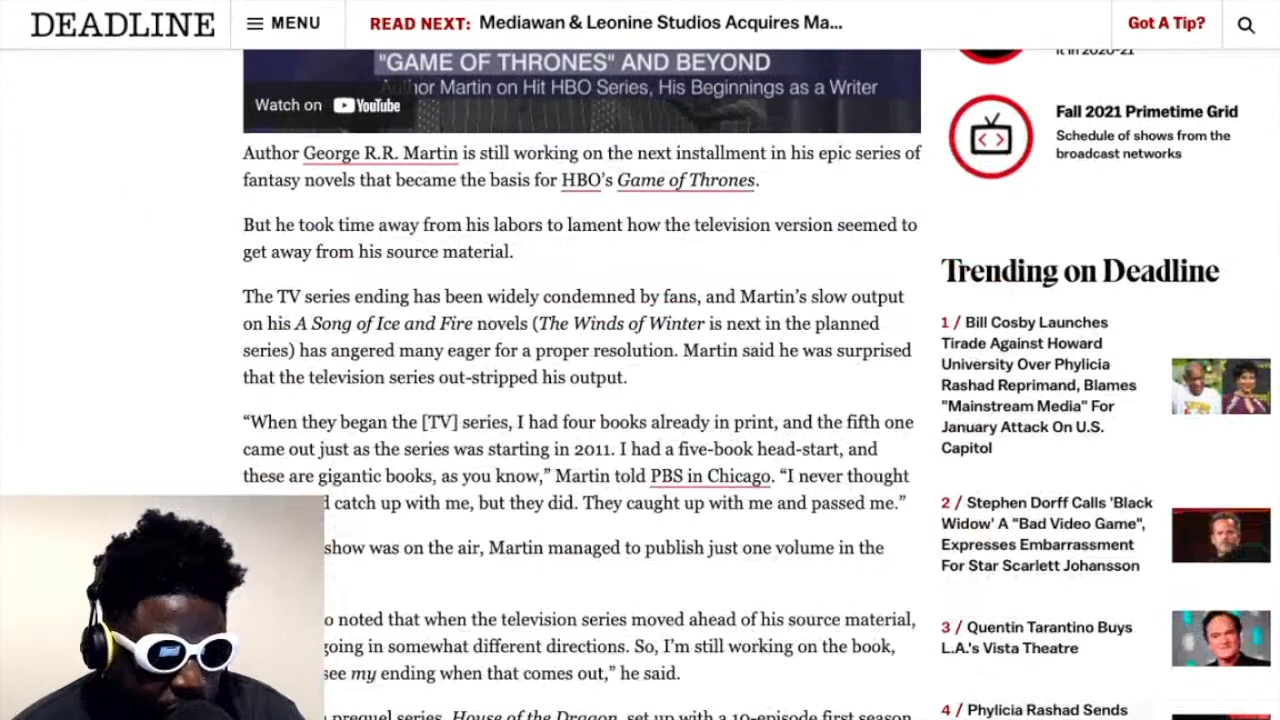 DEADLINE
MENU
READ NEXT: Mediawan & Leonine Studios Acquires Ma...
Got A Tip?
"GAME OF THRONES" AND BEYOND
Author Martin on Hit HBO Series, His Beginnings as a Writer
Watch on YouTube
Author George R.R. Martin is still working on the next installment in his epic series of
fantasy novels that became the basis for HBO's Game of Thrones.
But he took time away from his labors to lament how the television version seemed to
get away from his source material.
The TV series ending has been widely condemned by fans, and Martin's slow output
on his A Song of Ice and Fire novels (The Winds of Winter is next in the planned
series) has angered many eager for a proper resolution. Martin said he was surprised
that the television series out-stripped his output.
“When they began the [TV] series, I had four books already in print, and the fifth one
came out just as the series was starting in 2011. I had a five-book head-start, and
these are gigantic books, as you know,” Martin told PBS in Chicago. “I never thought
catch up with me, but they did. They caught up with me and passed me.”
show was on the air, Martin managed to publish just one volume in the
noted that when the television series moved ahead of his source material,
going in somewhat different directions. So, I'm still working on the book,
see my ending when that comes out,” he said.
prequel series, House of the Dragon, set up with a 10-episode first season
it in 2020-21
Fall 2021 Primetime Grid
Schedule of shows from the
broadcast networks
Trending on Deadline
1 / Bill Cosby Launches
Tirade Against Howard
University Over Phylicia
Rashad Reprimand, Blames
"Mainstream Media" For
January Attack On U.S.
Capitol
2 / Stephen Dorff Calls 'Black
Widow' A "Bad Video Game",
Expresses Embarrassment
For Star Scarlett Johansson
3 / Quentin Tarantino Buys
L.A.'s Vista Theatre
4 / Phylicia Rashad Sends